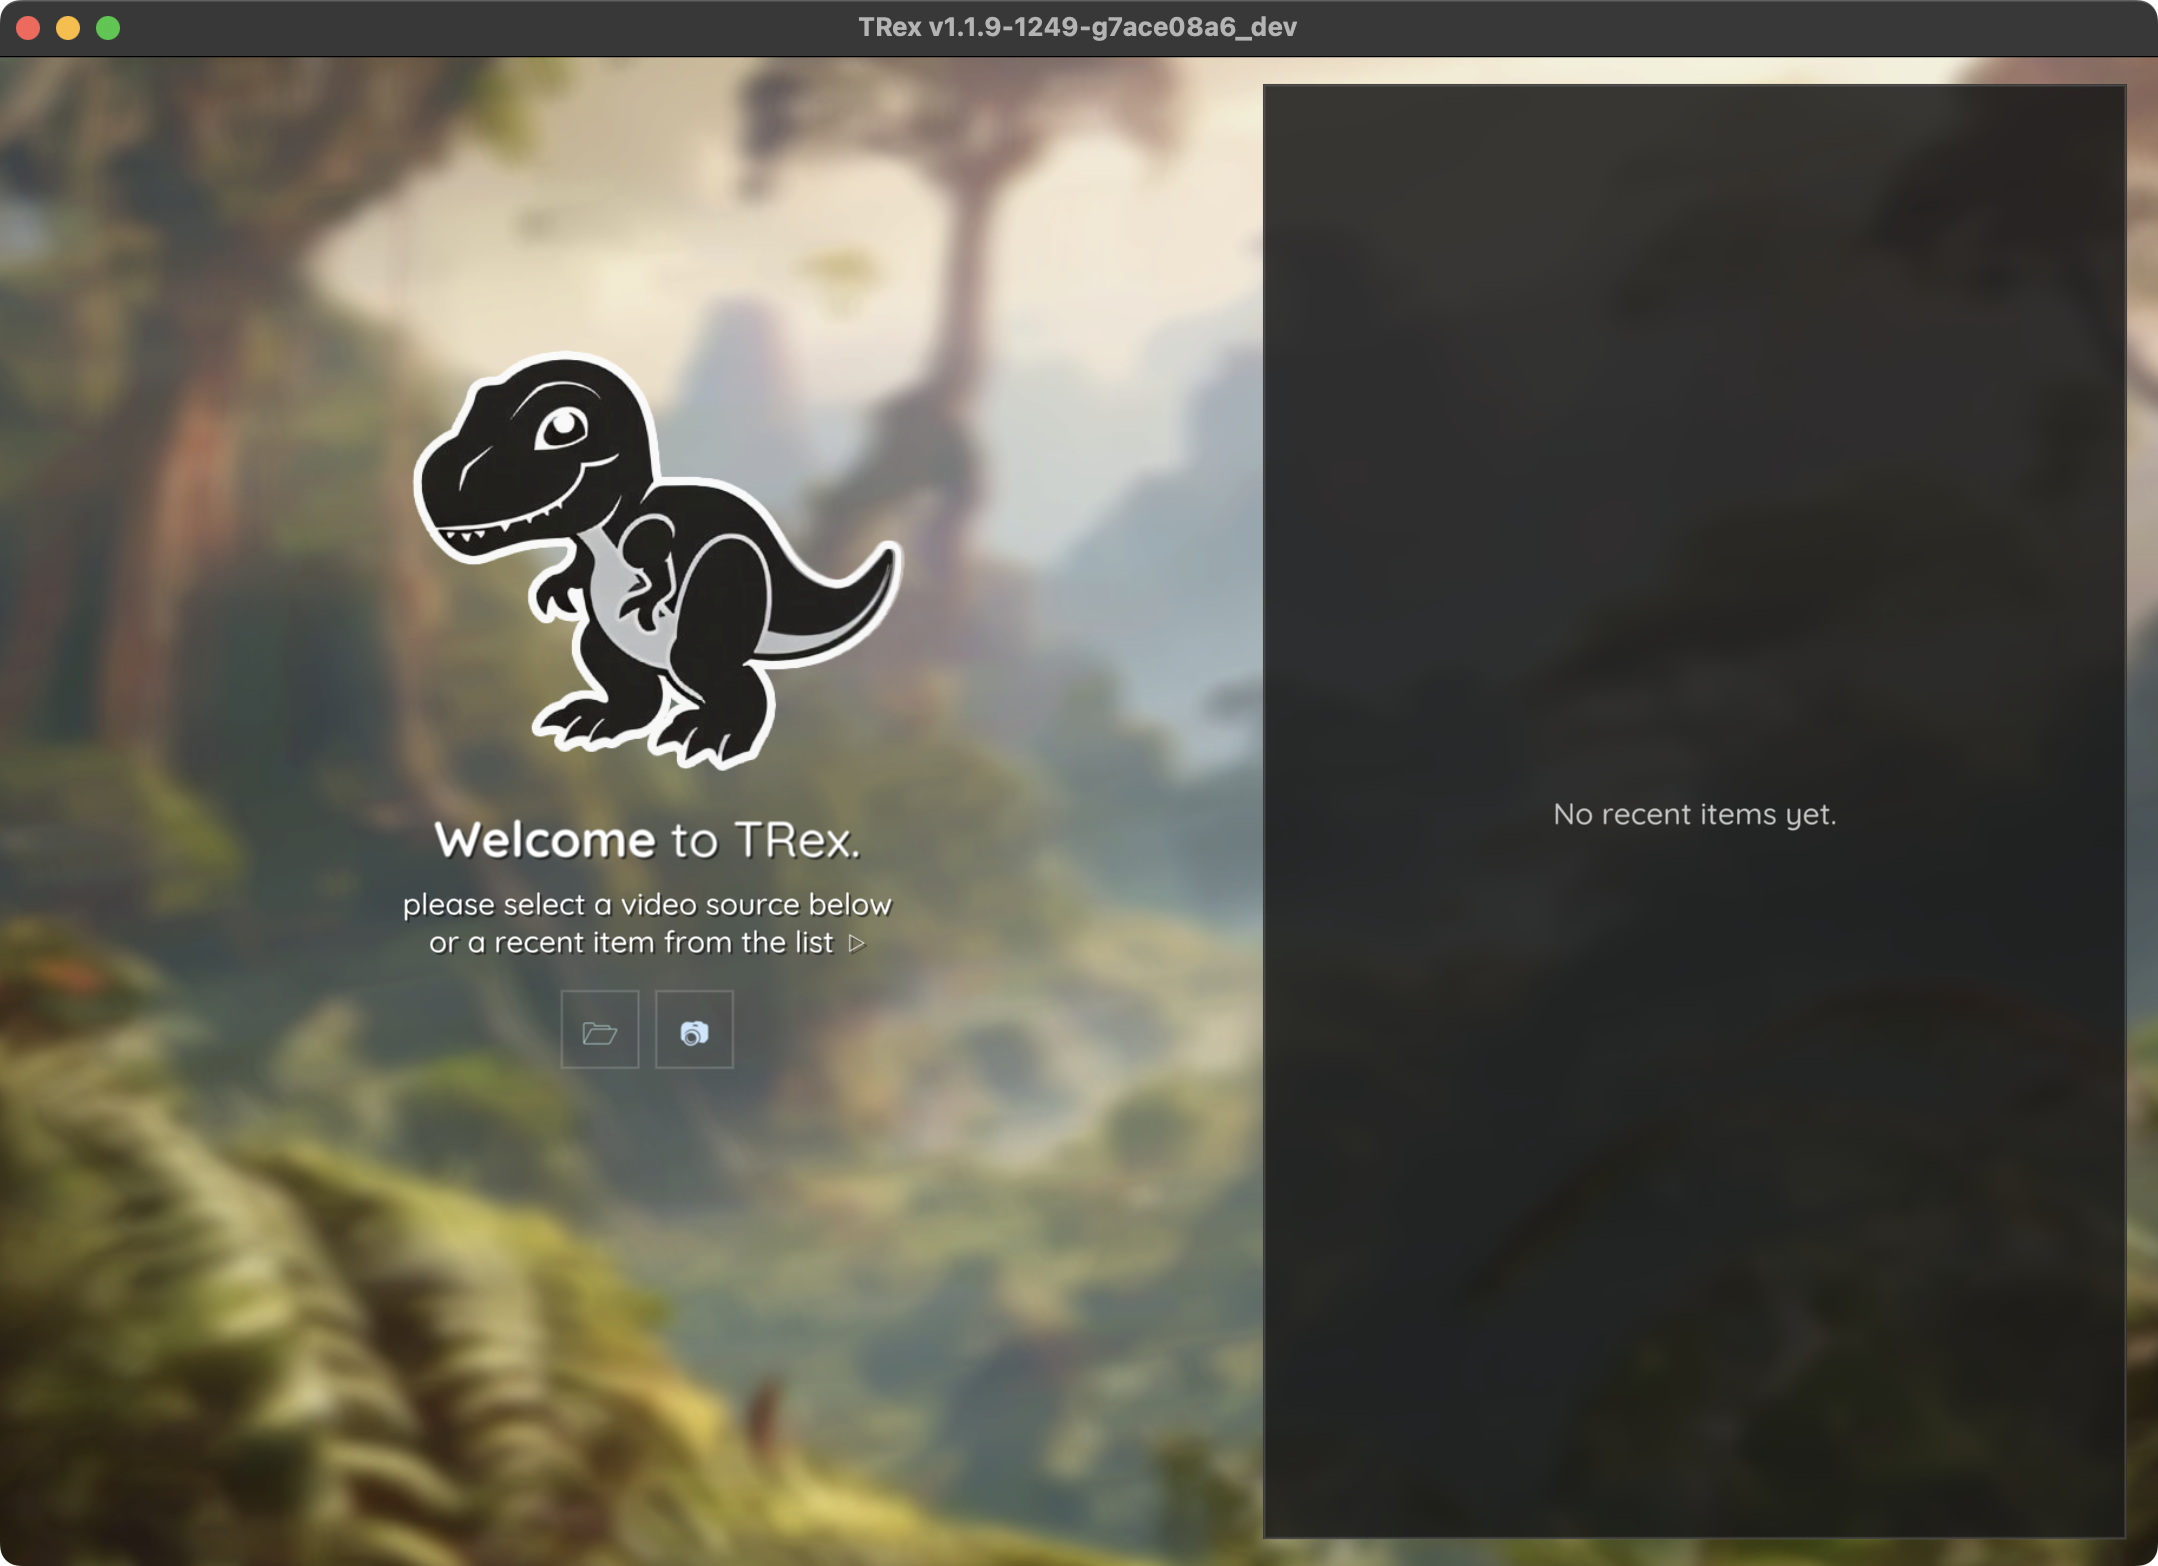 TRex v1.1.9-1249-g7ace08a6_dev
Welcome to TRex.
please select a video source below
or a recent item from the list ▷
No recent items yet.